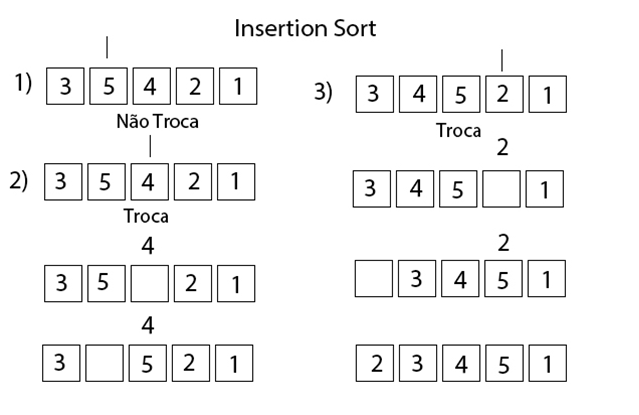 Insertion Sort
1) 3 5 4 2 1
Não Troca
2) 3 5 4 2 1
Troca
4
3 5 2 1
4
3 5 2 1
3) 3 4 5 2 1
Troca
2
3 4 5 1
2
3 4 5 1
2 3 4 5 1